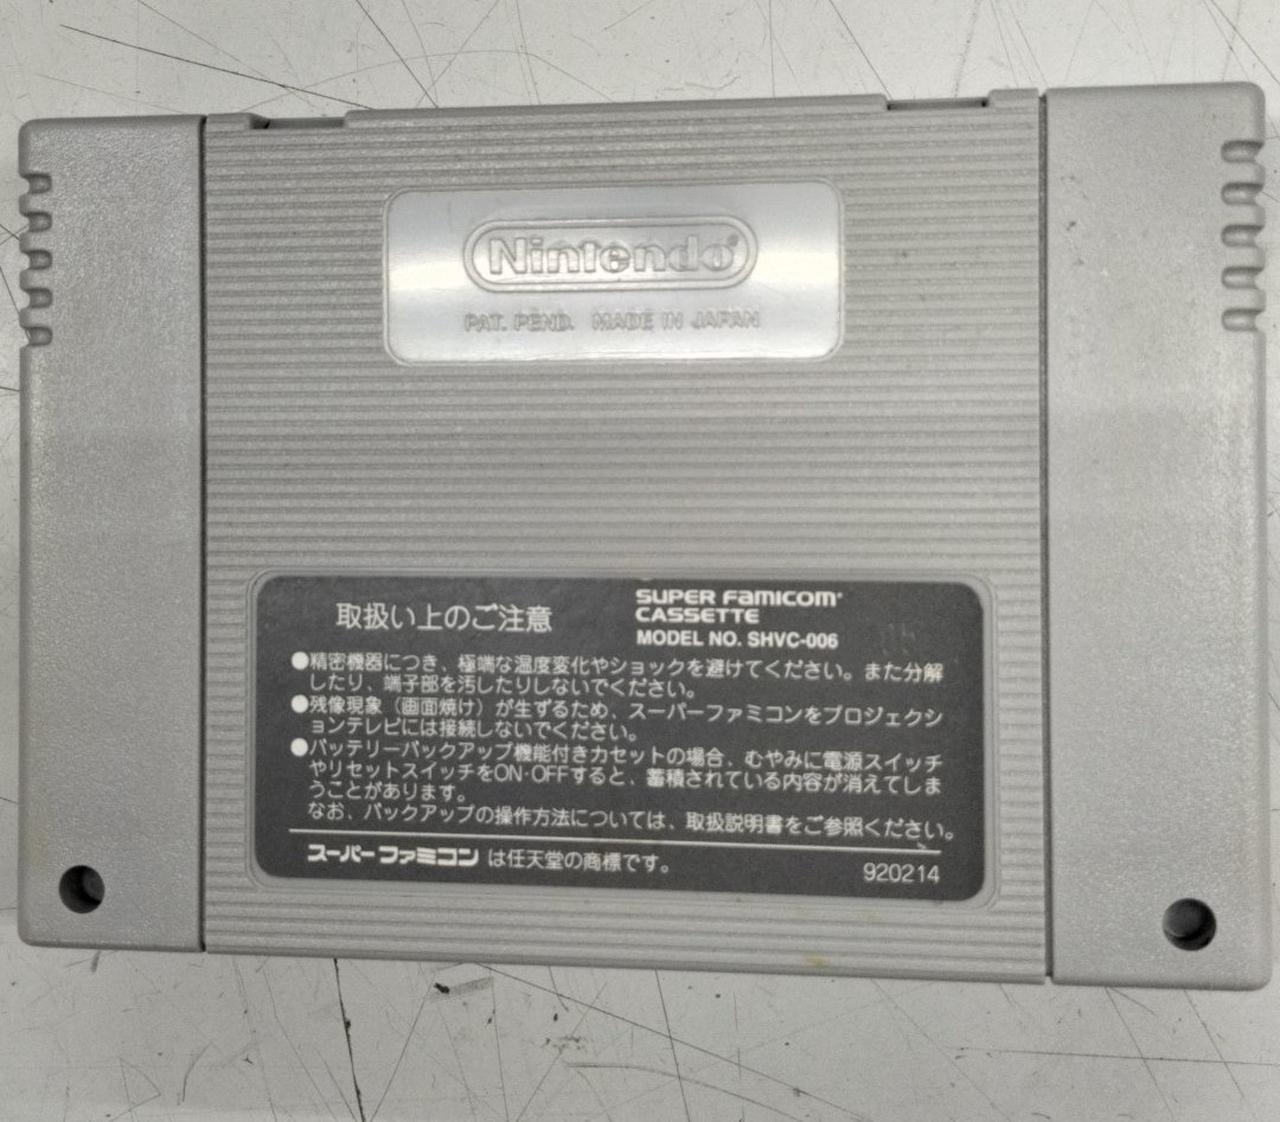 Nintendo®
PAT. PEND. MADE IN JAPAN
取扱い上のご注意
SUPER FAMICOM
CASSETTE
MODEL NO. SHVC-006
●精密機器につき、極端な温度変化やショックを避けてください。また分解
したり、端子部を汚したりしないでください。
●残像現象（画面焼け）が生ずるため、スーパーファミコンをプロジェクシ
ョンテレビには接続しないでください。
●バッテリーバックアップ機能付きカセットの場合、むやみに電源スイッチ
やリセットスイッチをON·OFFすると、蓄積されている内容が消えてしま
うことがあります。
なお、バックアップの操作方法については、取扱説明書をご参照ください。
スーパーファミコン は任天堂の商標です。
920214